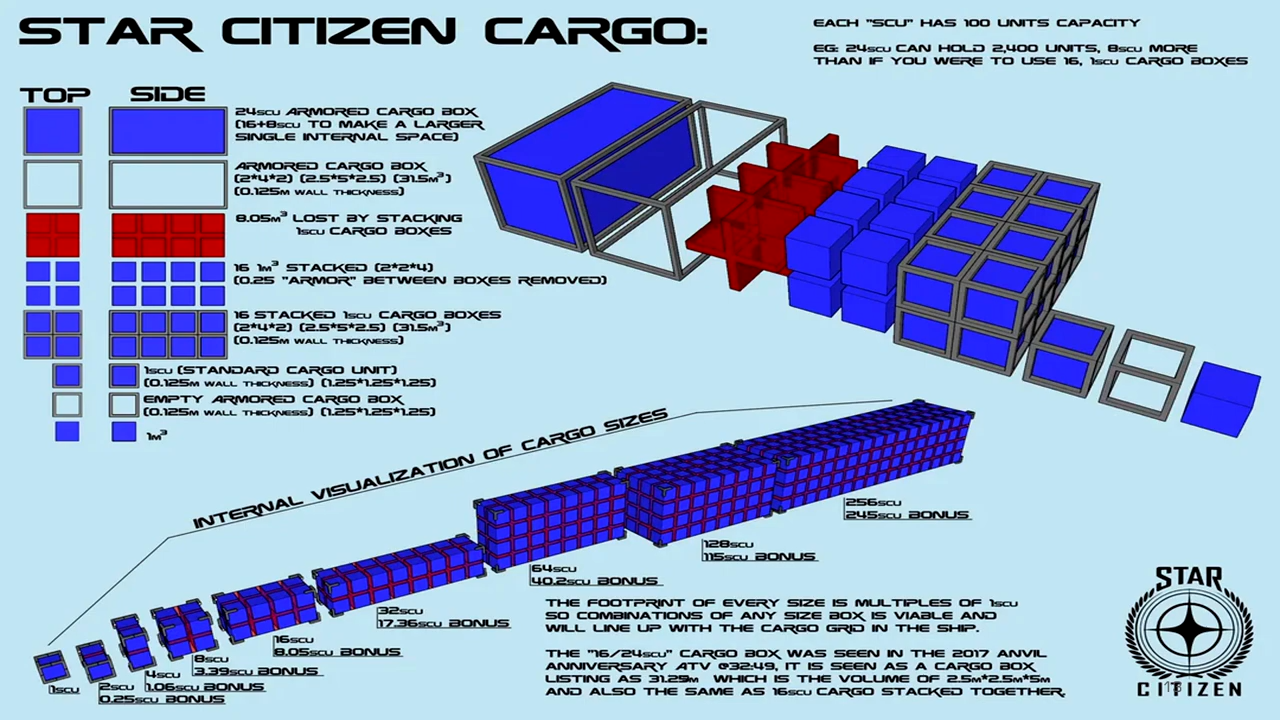 STAR CITIZEN CARGO:
EACH "SCU" HAS 100 UNITS CAPACITY
EG: 24SCU CAN HOLD 2,400 UNITS, 8SCU MORE
THAN IF YOU WERE TO USE 16, 1SCU CARGO BOXES
TOP SIDE
24SCU ARMORED CARGO BOX
(16+8SCU TO MAKE A LARGER
SINGLE INTERNAL SPACE)
ARMORED CARGO BOX
(2*4*2) (2.5*5*2.5) (31.5M³)
(0.125M WALL THICKNESS)
8.05M³ LOST BY STACKING
1SCU CARGO BOXES
16 1M³ STACKED (2*2*4)
(0.25 "ARMOR" BETWEEN BOXES REMOVED)
16 STACKED 1SCU CARGO BOXES
(2*4*2) (2.5*5*2.5) (31.5M³)
(0.125M WALL THICKNESS)
1SCU (STANDARD CARGO UNIT)
(0.125M WALL THICKNESS) (1.25*1.25*1.25)
EMPTY ARMORED CARGO BOX
(0.125M WALL THICKNESS) (1.25*1.25*1.25)
1M³
INTERNAL VISUALIZATION OF CARGO SIZES
1SCU
2SCU
0.25SCU BONUS
4SCU
1.06SCU BONUS
8SCU
3.39SCU BONUS
16SCU
8.05SCU BONUS
32SCU
17.36SCU BONUS
64SCU
40.2SCU BONUS
128SCU
115SCU BONUS
256SCU
245SCU BONUS
THE FOOTPRINT OF EVERY SIZE IS MULTIPLES OF 1SCU
SO COMBINATIONS OF ANY SIZE BOX IS VIABLE AND
WILL LINE UP WITH THE CARGO GRID IN THE SHIP.
THE "16/24SCU" CARGO BOX WAS SEEN IN THE 2017 ANVIL
ANNIVERSARY ATV @32:49, IT IS SEEN AS A CARGO BOX
LISTING AS 31.29M WHICH IS THE VOLUME OF 2.5M*2.5M*5M
AND ALSO THE SAME AS 16SCU CARGO STACKED TOGETHER.
STAR
CITIZEN